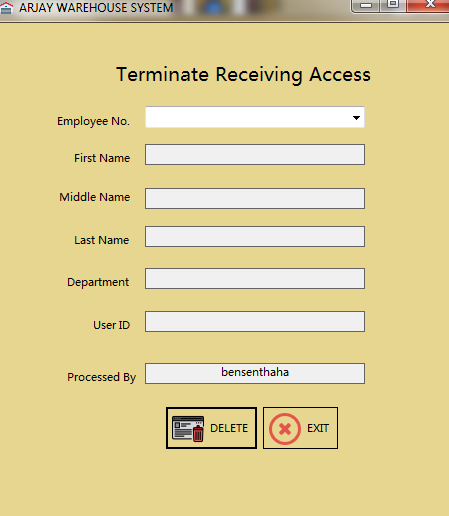 ARJAY WAREHOUSE SYSTEM
Terminate Receiving Access
Employee No.
First Name
Middle Name
Last Name
Department
User ID
Processed By bensenthaha
DELETE EXIT